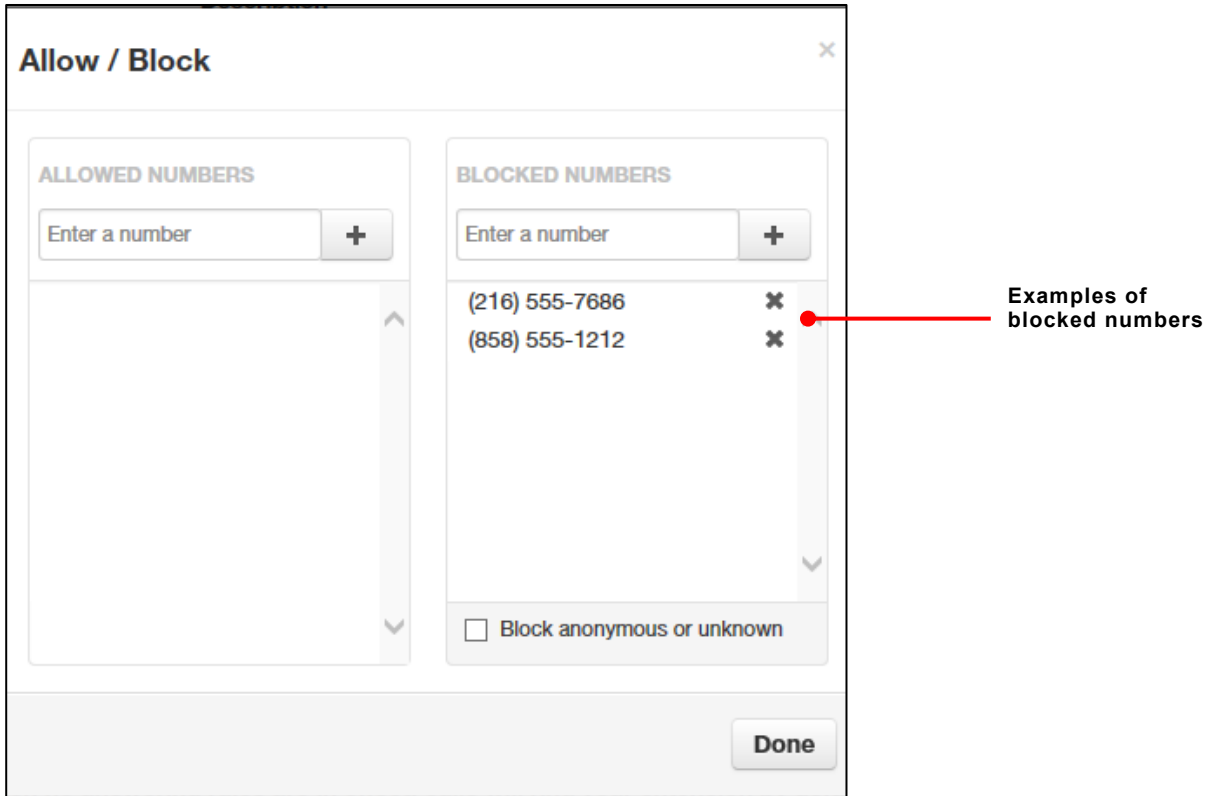 Allow / Block
×
ALLOWED NUMBERS
Enter a number
+
BLOCKED NUMBERS
Enter a number
+
(216) 555-7686
(858) 555-1212
Block anonymous or unknown
Done
Examples of
blocked numbers